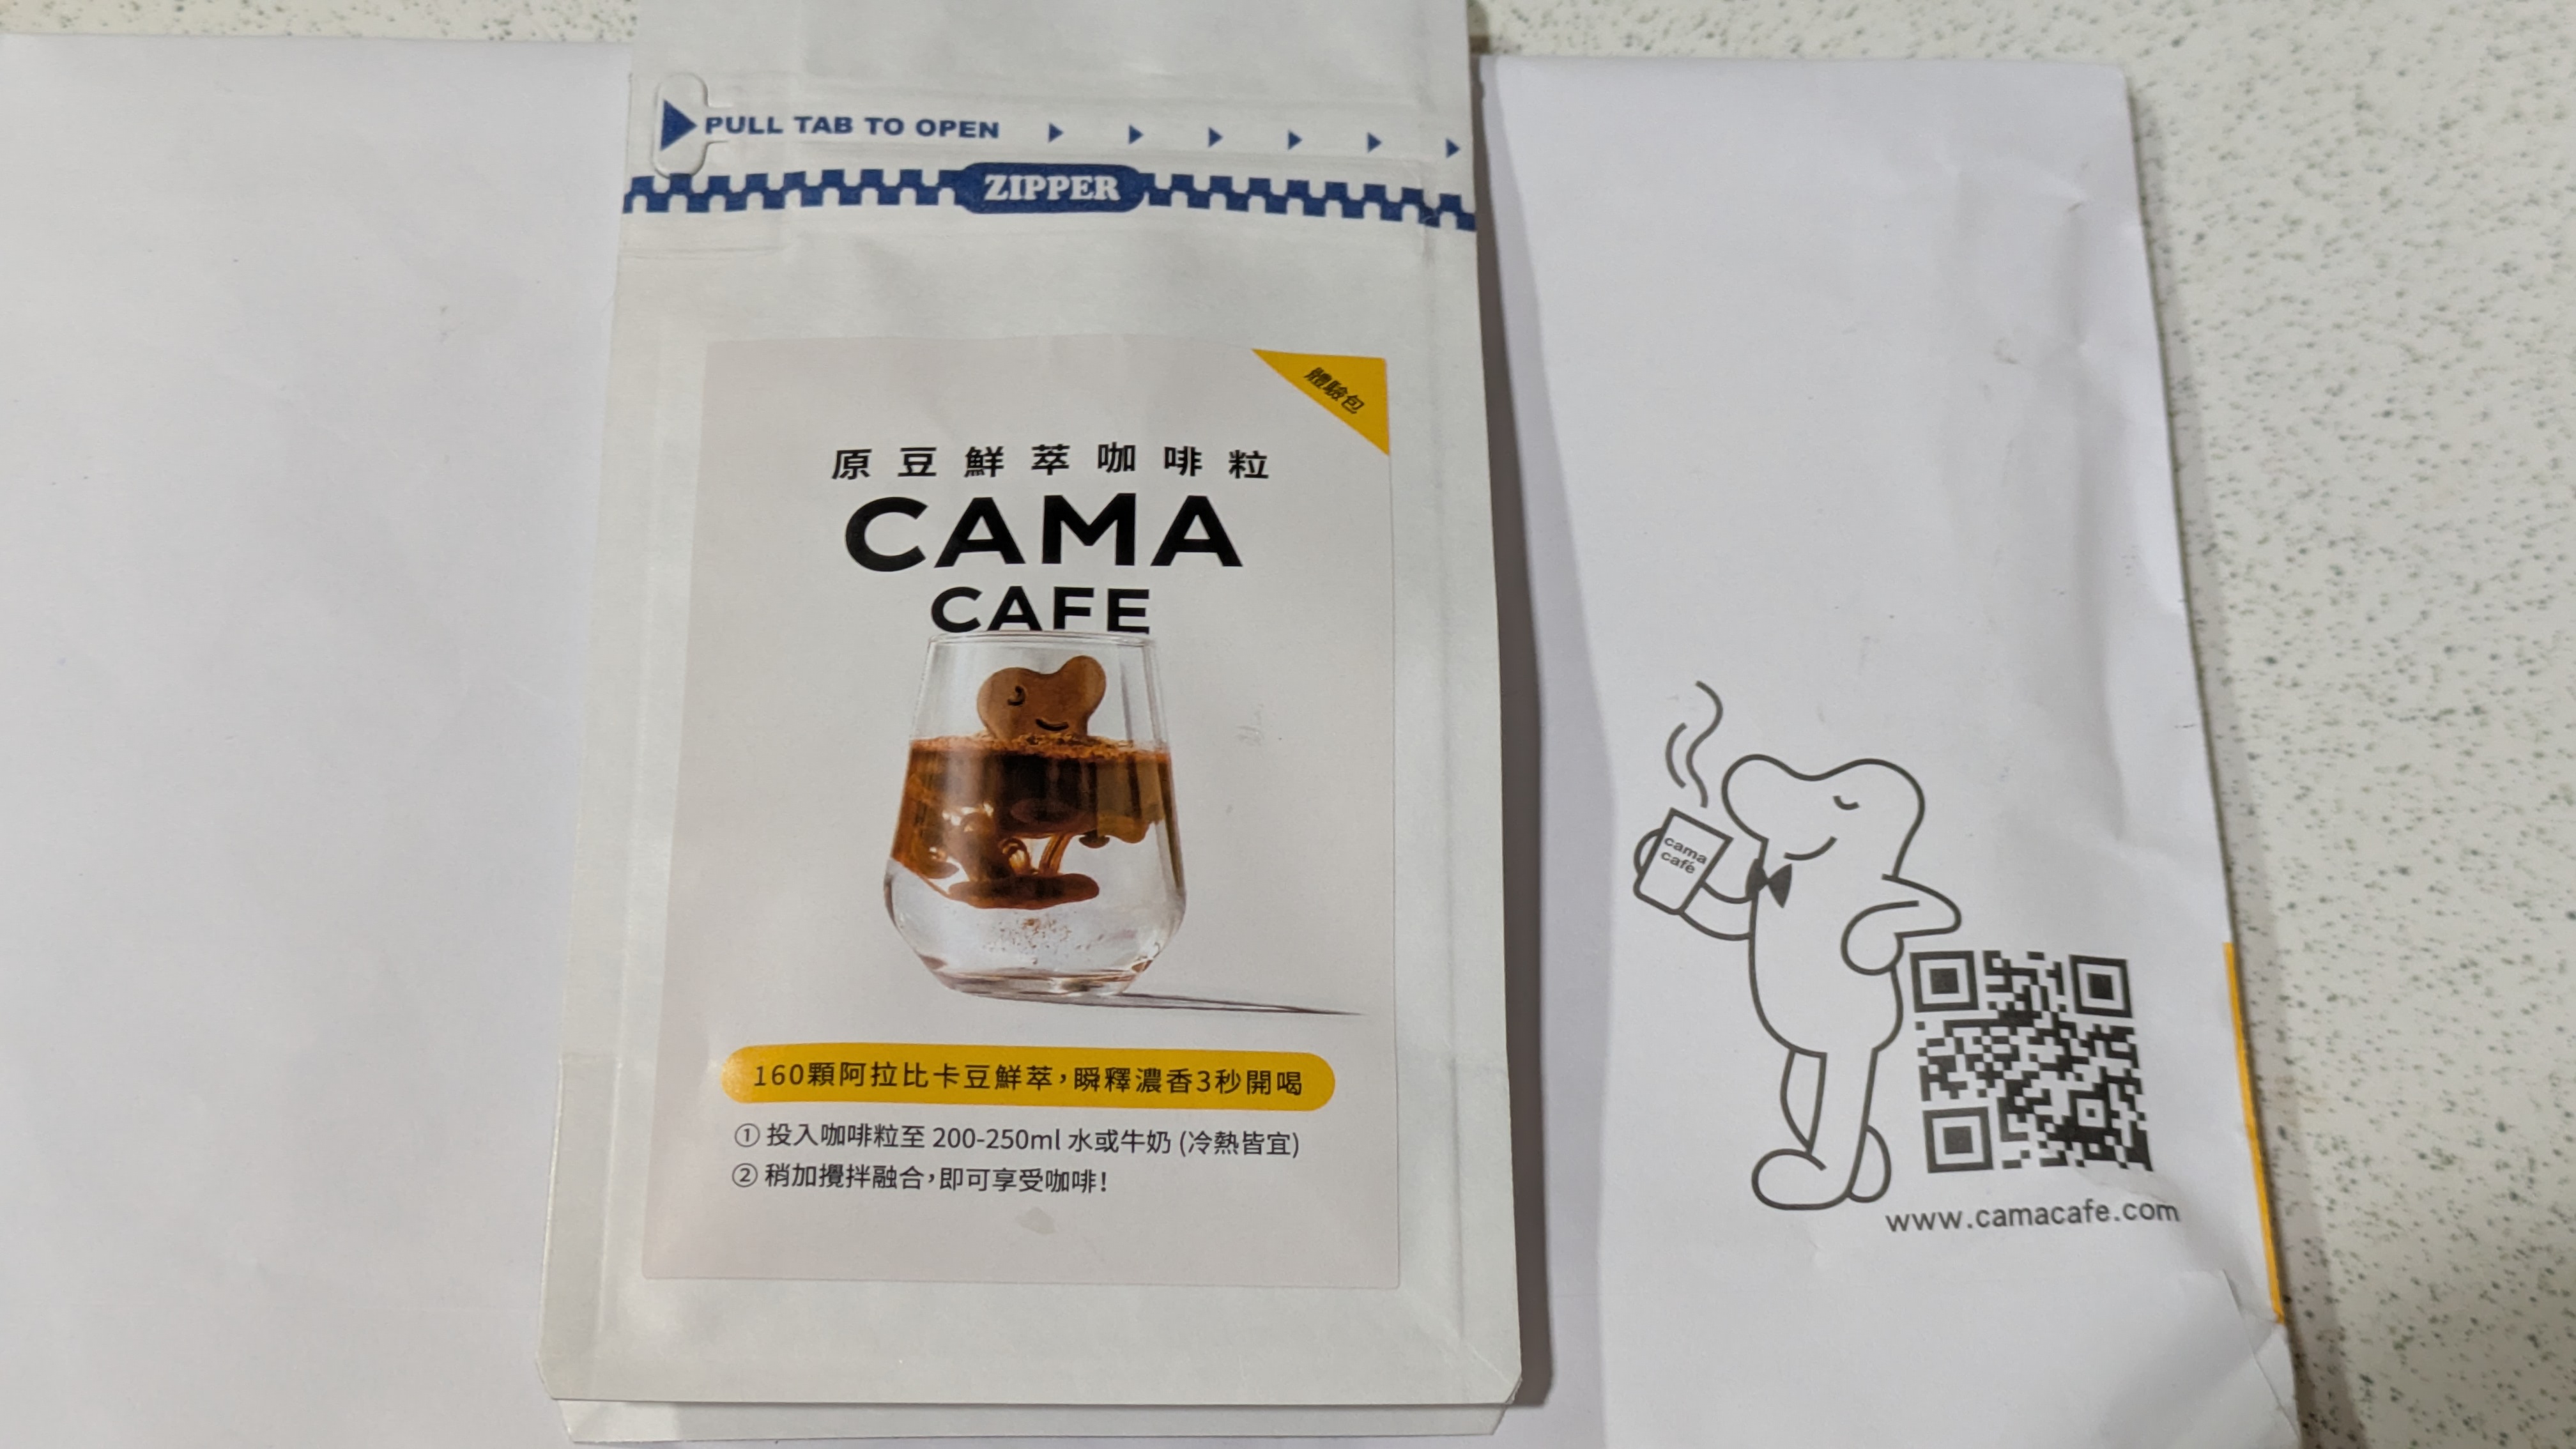 PULL TAB TO OPEN
ZIPPER
體驗包
原豆鮮萃咖啡粒
CAMA
CAFE
160顆阿拉比卡豆鮮萃,瞬釋濃香3秒開喝
① 投入咖啡粒至 200-250ml 水或牛奶 (冷熱皆宜)
② 稍加攪拌融合,即可享受咖啡!
cama
café
www.camacafe.com